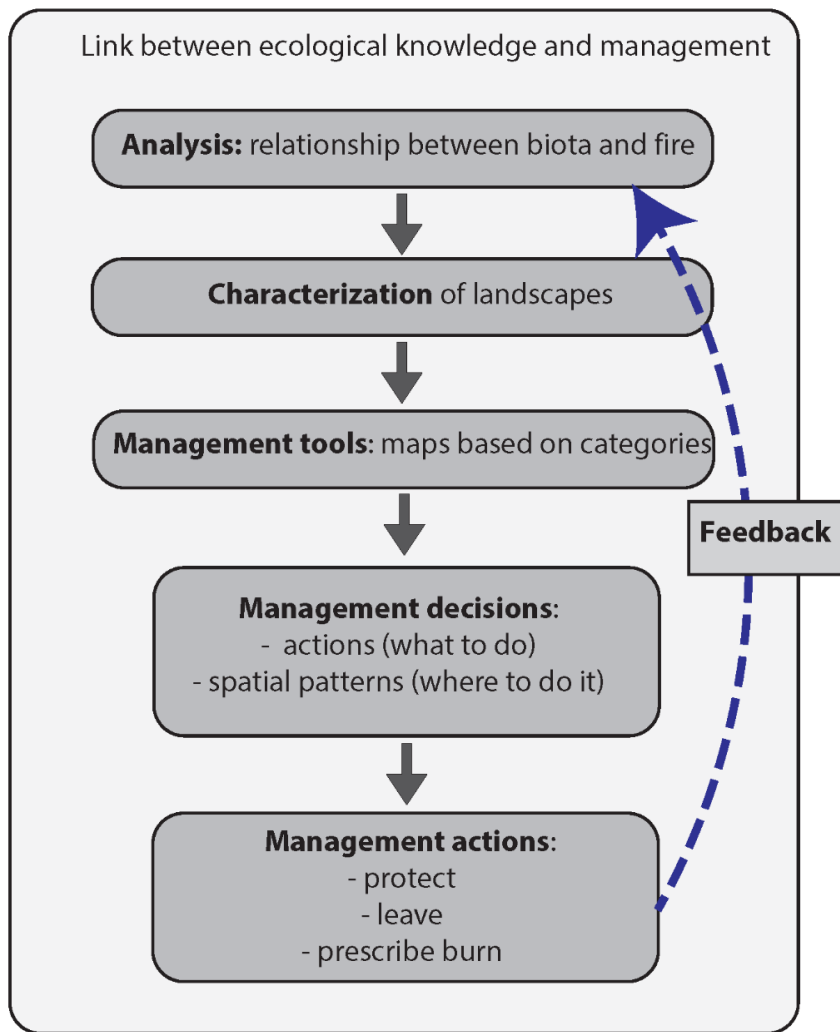 Link between ecological knowledge and management
Analysis: relationship between biota and fire
Characterization of landscapes
Management tools: maps based on categories
Feedback
Management decisions:
- actions (what to do)
- spatial patterns (where to do it)
Management actions:
- protect
- leave
- prescribe burn